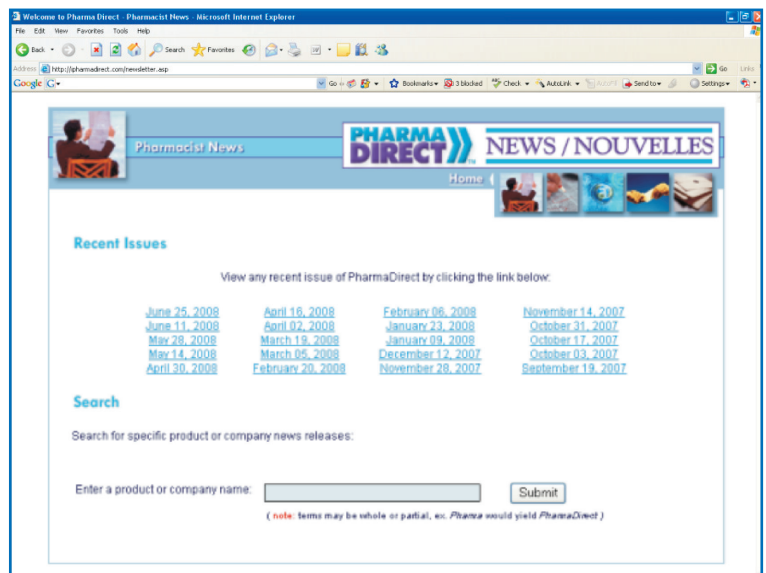 Welcome to Pharma Direct - Pharmacist News - Microsoft Internet Explorer
File Edit View Favorites Tools Help
Back Search Favorites
Address http://pharmadirect.com/newsletter.asp Go Links
Google G Go Bookmarks 3 blocked Check AutoLink AutoFill Send to Settings
Pharmacist News
PHARMA DIRECT
NEWS / NOUVELLES
Home
Recent Issues
View any recent issue of PharmaDirect by clicking the link below:
June 25, 2008 April 16, 2008 February 06, 2008 November 14, 2007
June 11, 2008 April 02, 2008 January 23, 2008 October 31, 2007
May 28, 2008 March 19, 2008 January 09, 2008 October 17, 2007
May 14, 2008 March 05, 2008 December 12, 2007 October 03, 2007
April 30, 2008 February 20, 2008 November 28, 2007 September 19, 2007
Search
Search for specific product or company news releases:
Enter a product or company name: Submit
( note: terms may be whole or partial, ex. Pharma would yield PharmaDirect )